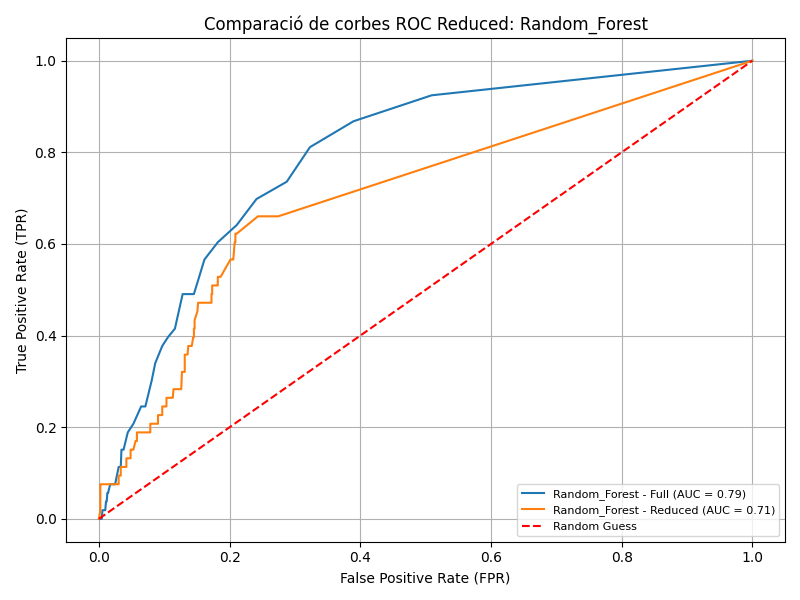 Comparació de corbes ROC Reduced: Random_Forest
True Positive Rate (TPR)
1.0
0.8
0.6
0.4
0.2
0.0
Random_Forest - Full (AUC = 0.79)
Random_Forest - Reduced (AUC = 0.71)
Random Guess
0.0 0.2 0.4 0.6 0.8 1.0
False Positive Rate (FPR)